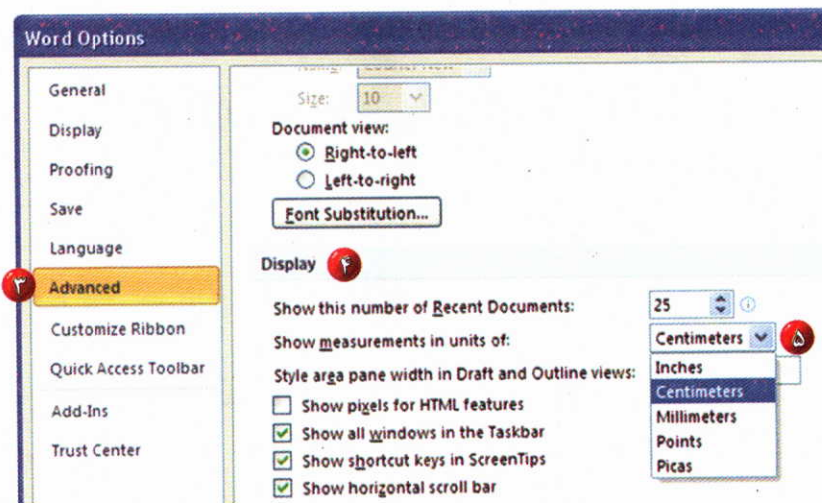 Word Options
General
Display
Proofing
Save
Language
۳ Advanced
Customize Ribbon
Quick Access Toolbar
Add-Ins
Trust Center
Size: 10
Document view:
Right-to-left
Left-to-right
Font Substitution...
Display ۴
Show this number of Recent Documents: 25
Show measurements in units of: Centimeters ۵
Inches
Centimeters
Millimeters
Points
Picas
Style area pane width in Draft and Outline views:
Show pixels for HTML features
Show all windows in the Taskbar
Show shortcut keys in ScreenTips
Show horizontal scroll bar